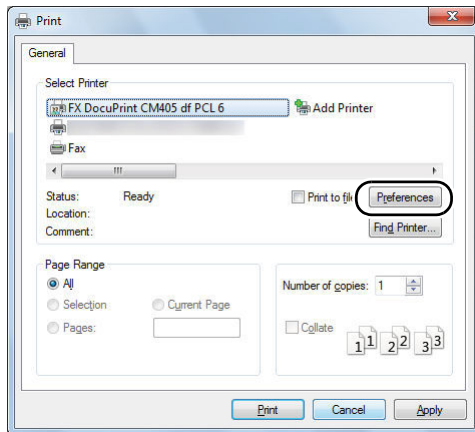 Print
General
Select Printer
FX DocuPrint CM405 df PCL 6
Add Printer
Fax
Status: Ready
Print to file
Preferences
Location:
Comment:
Find Printer...
Page Range
All
Selection
Current Page
Pages:
Number of copies: 1
Collate
1 1 2 2 3 3
Print
Cancel
Apply